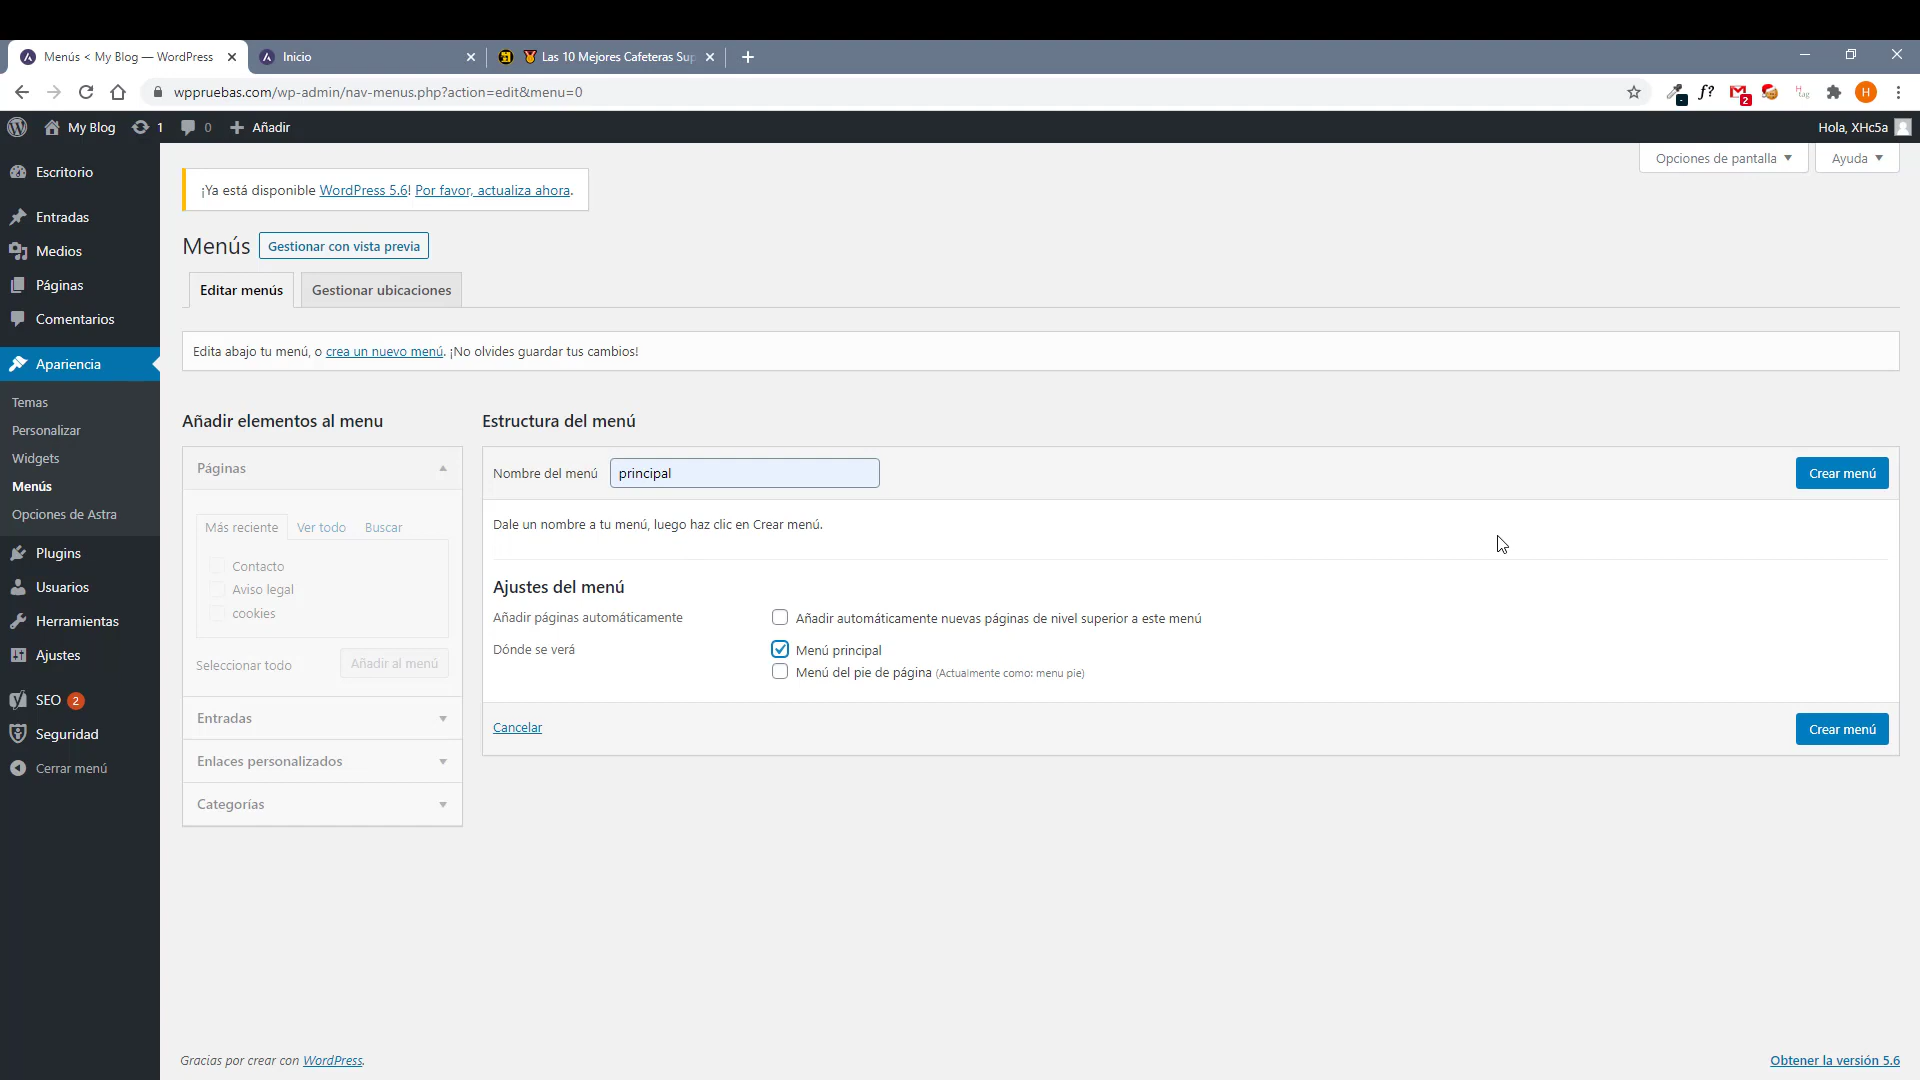 Menús < My Blog — WordPress
Inicio
Las 10 Mejores Cafeteras Sup
wppruebas.com/wp-admin/nav-menus.php?action=edit&menu=0
f?
2
H
tag
H
My Blog
1
0
Añadir
Hola, XHc5a
Opciones de pantalla
Ayuda
Escritorio
Entradas
Medios
Páginas
Comentarios
Apariencia
Temas
Personalizar
Widgets
Menús
Opciones de Astra
Plugins
Usuarios
Herramientas
Ajustes
SEO 2
Seguridad
Cerrar menú
¡Ya está disponible WordPress 5.6! Por favor, actualiza ahora.
Menús
Gestionar con vista previa
Editar menús
Gestionar ubicaciones
Edita abajo tu menú, o crea un nuevo menú. ¡No olvides guardar tus cambios!
Añadir elementos al menu
Páginas
Más reciente
Ver todo
Buscar
Contacto
Aviso legal
cookies
Seleccionar todo
Añadir al menú
Entradas
Enlaces personalizados
Categorías
Estructura del menú
Nombre del menú
principal
Crear menú
Dale un nombre a tu menú, luego haz clic en Crear menú.
Ajustes del menú
Añadir páginas automáticamente
Añadir automáticamente nuevas páginas de nivel superior a este menú
Dónde se verá
Menú principal
Menú del pie de página (Actualmente como: menu pie)
Cancelar
Crear menú
Gracias por crear con WordPress.
Obtener la versión 5.6